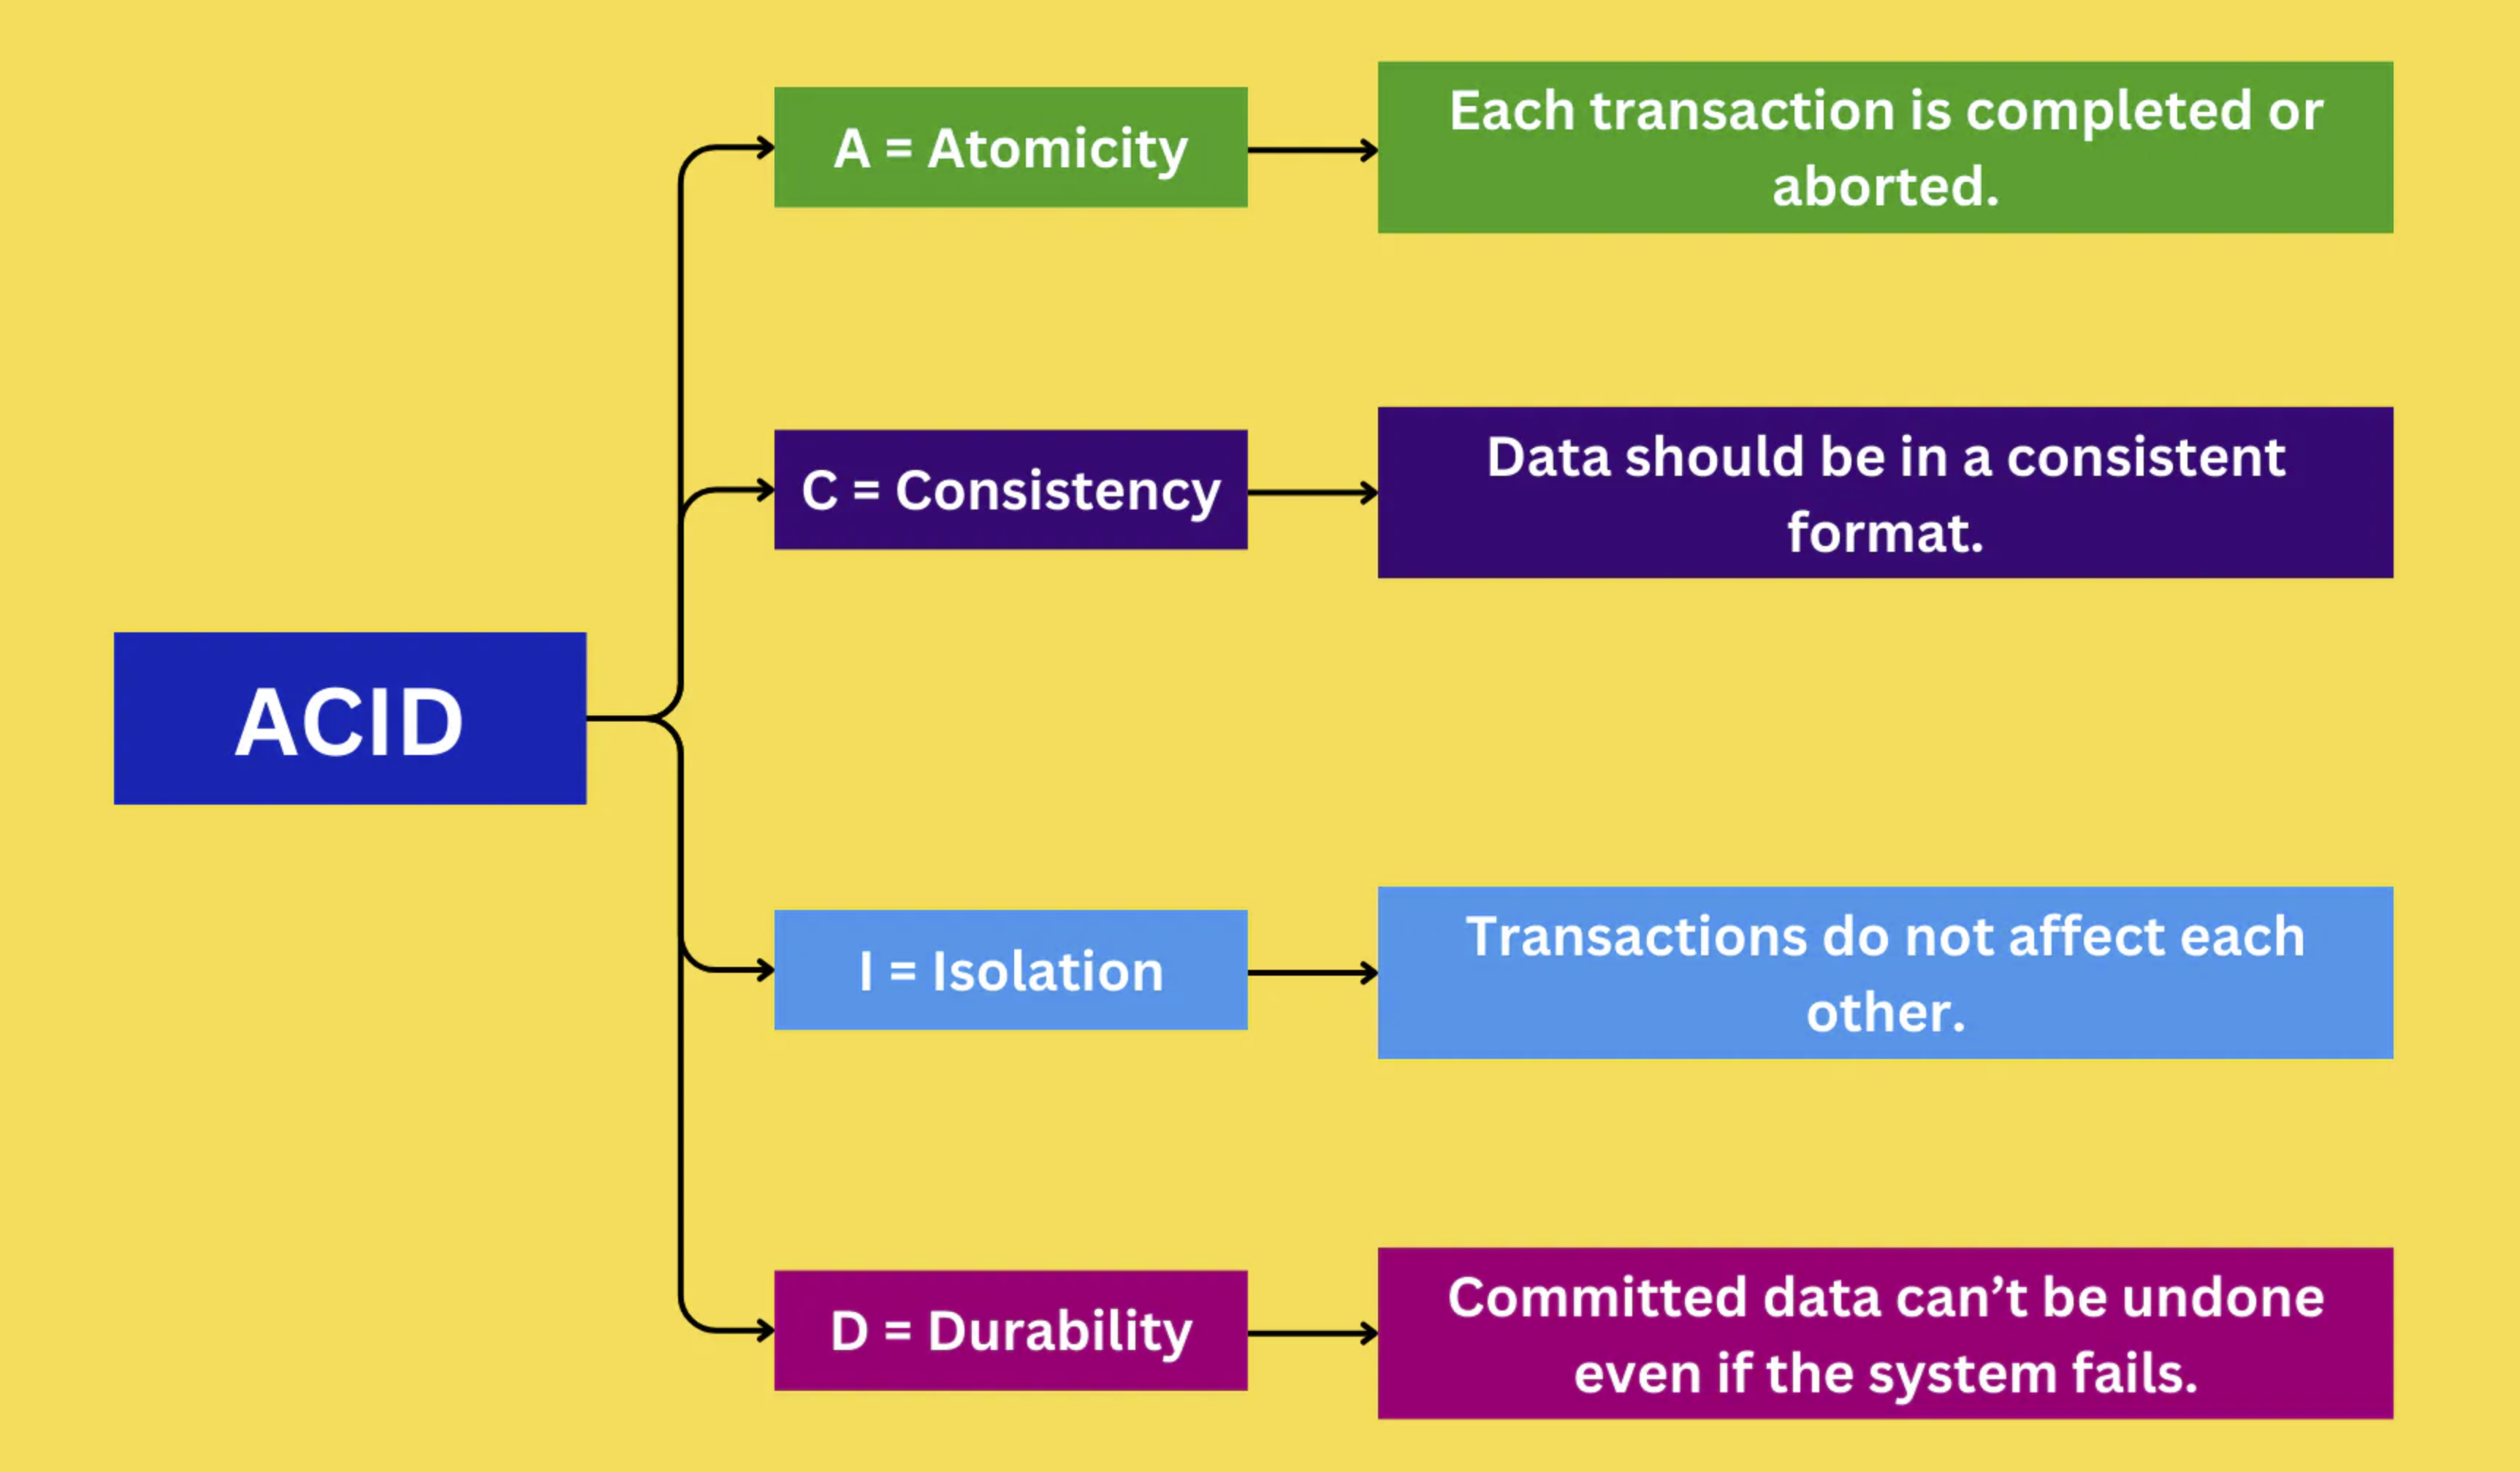 ACID
A = Atomicity
Each transaction is completed or
aborted.
C = Consistency
Data should be in a consistent
format.
I = Isolation
Transactions do not affect each
other.
D = Durability
Committed data can’t be undone
even if the system fails.